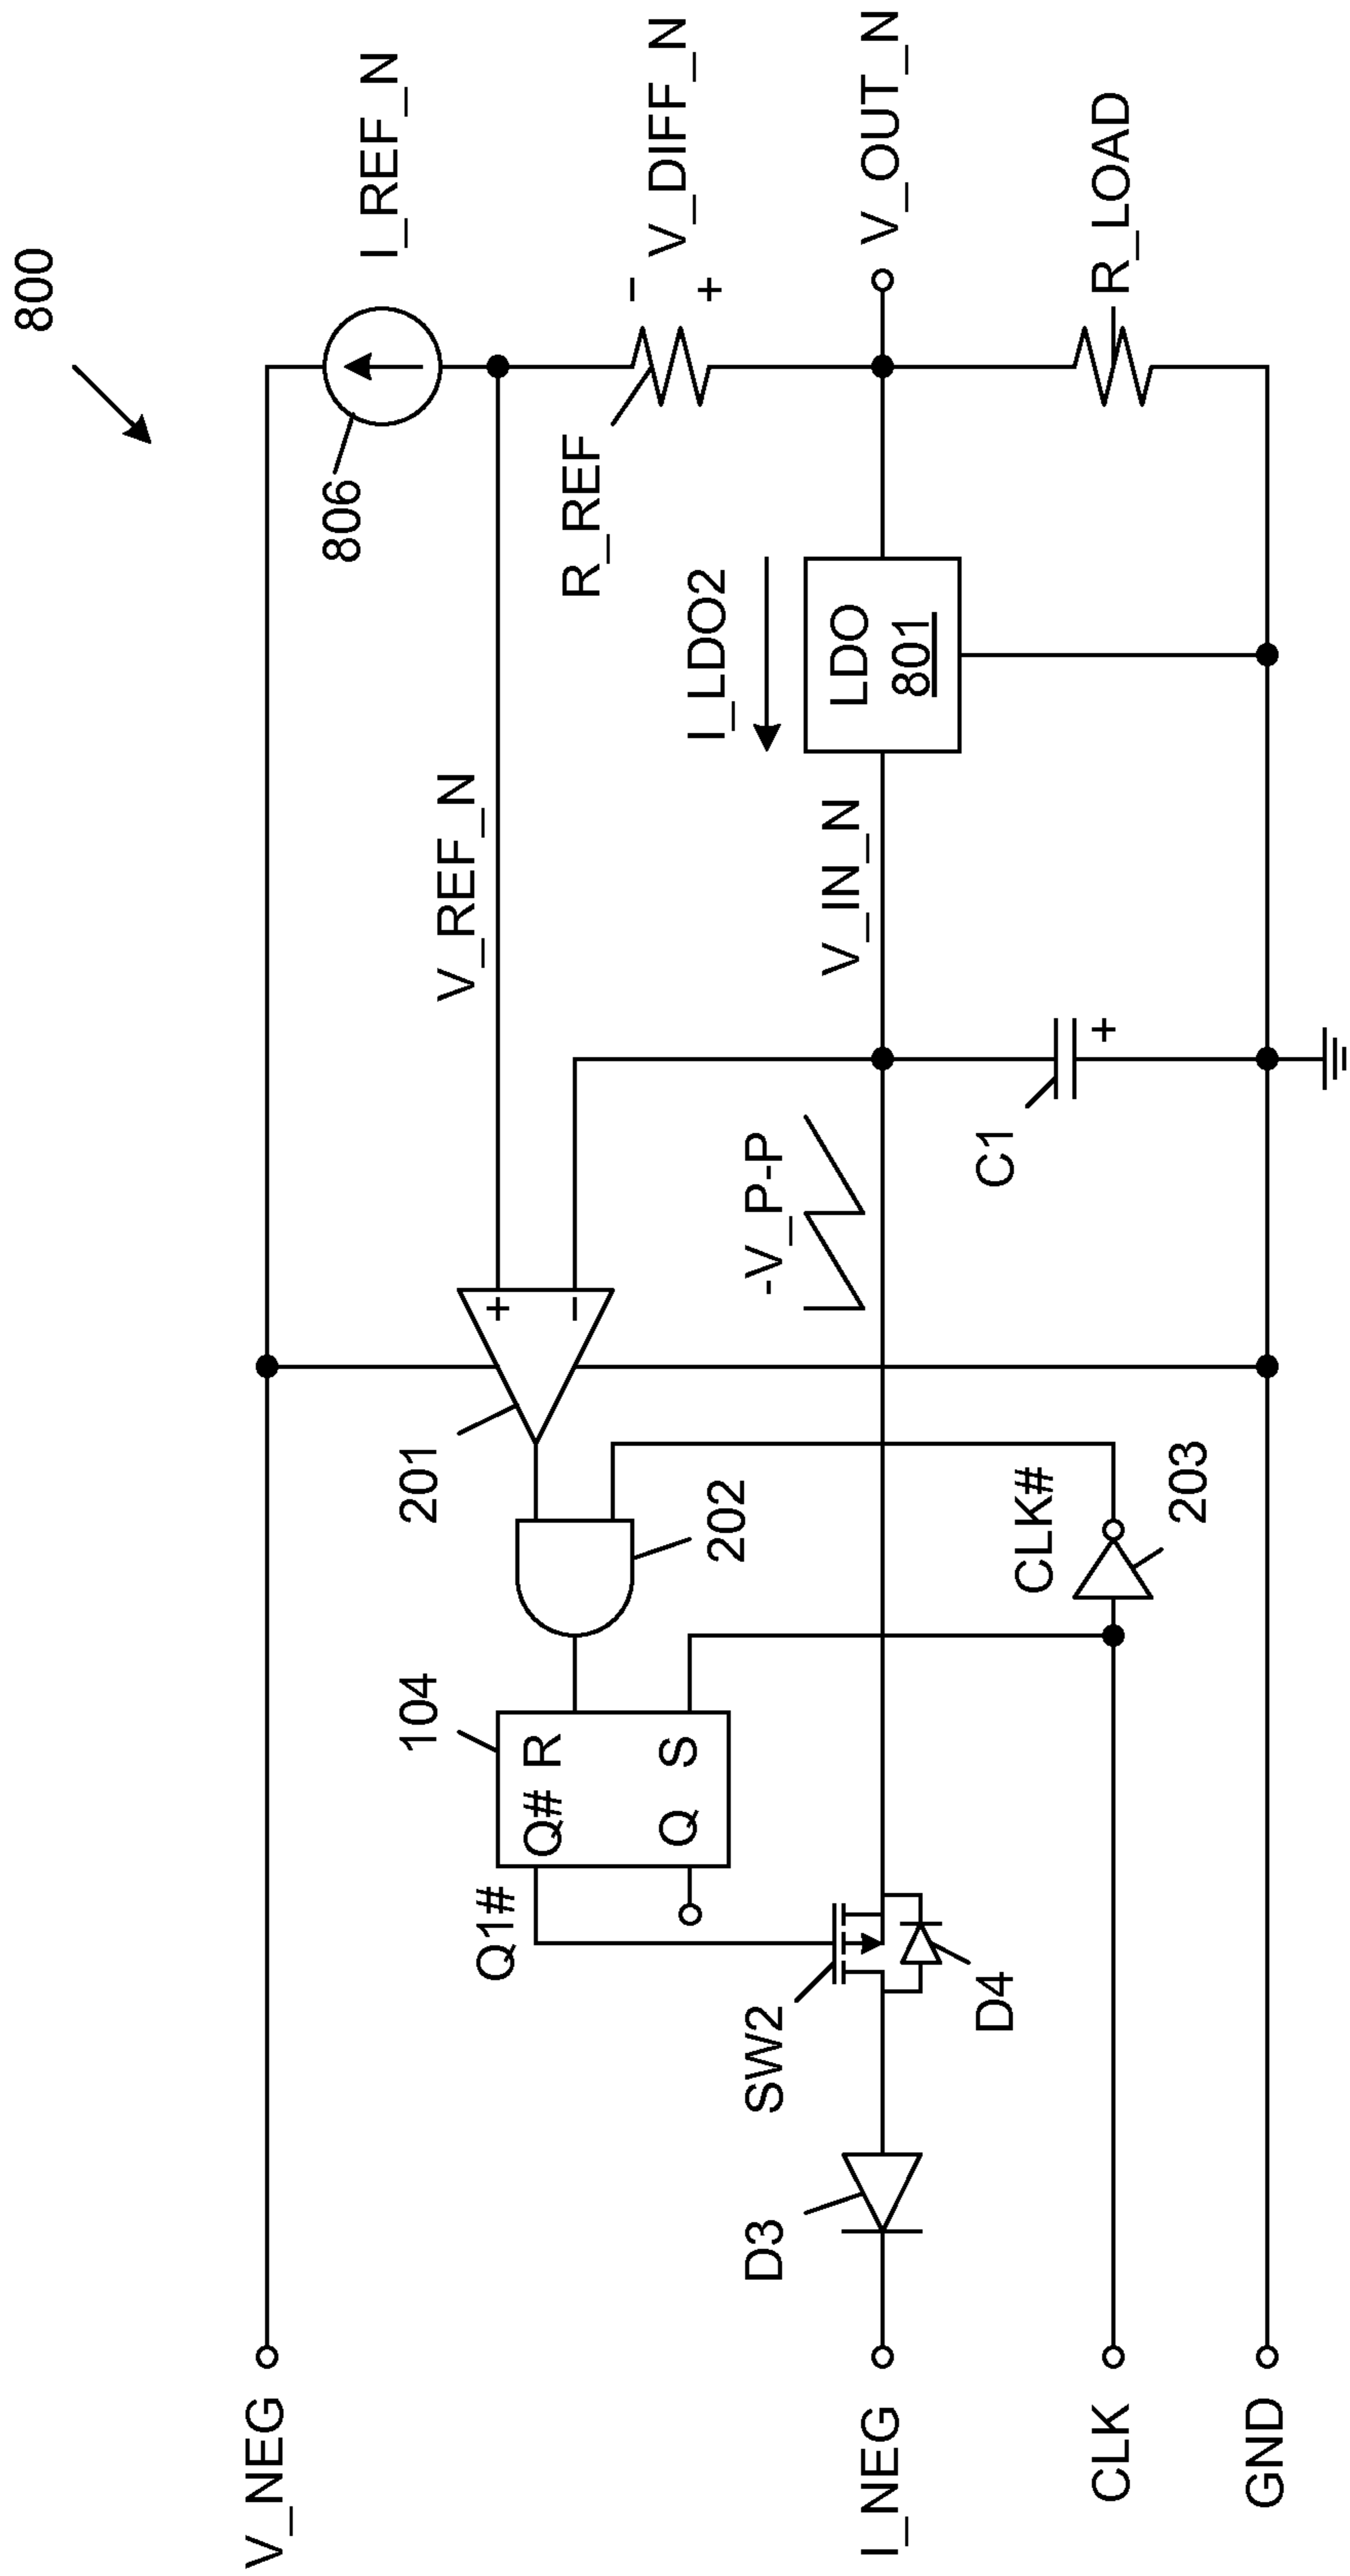 800
V_NEG
I_REF_N
806
V_REF_N
V_DIFF_N
-
+
R_REF
201
+
-
104
Q# R
Q S
Q1#
202
I_LDO2
LDO
801
V_OUT_N
V_IN_N
-V_P-P
SW2
D3
D4
I_NEG
C1
+
R_LOAD
CLK#
203
CLK
GND